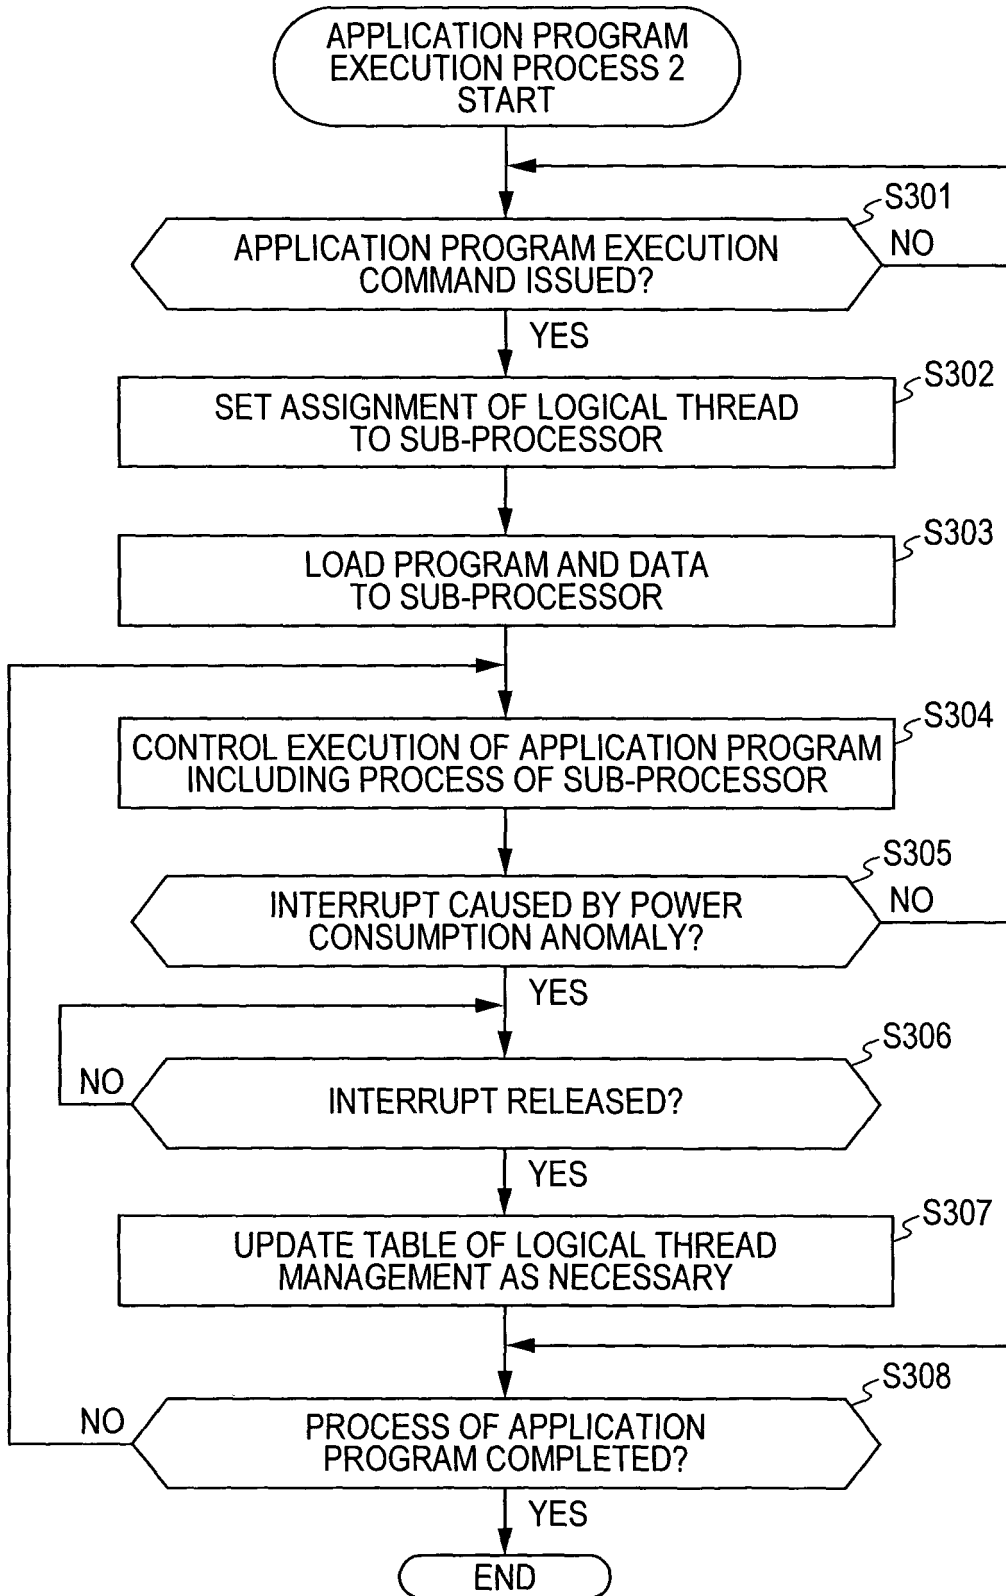 APPLICATION PROGRAM
EXECUTION PROCESS 2
START
S301
APPLICATION PROGRAM EXECUTION
COMMAND ISSUED?
NO
YES
S302
SET ASSIGNMENT OF LOGICAL THREAD
TO SUB-PROCESSOR
S303
LOAD PROGRAM AND DATA
TO SUB-PROCESSOR
S304
CONTROL EXECUTION OF APPLICATION PROGRAM
INCLUDING PROCESS OF SUB-PROCESSOR
S305
INTERRUPT CAUSED BY POWER
CONSUMPTION ANOMALY?
NO
YES
S306
NO
INTERRUPT RELEASED?
YES
S307
UPDATE TABLE OF LOGICAL THREAD
MANAGEMENT AS NECESSARY
S308
NO
PROCESS OF APPLICATION
PROGRAM COMPLETED?
YES
END